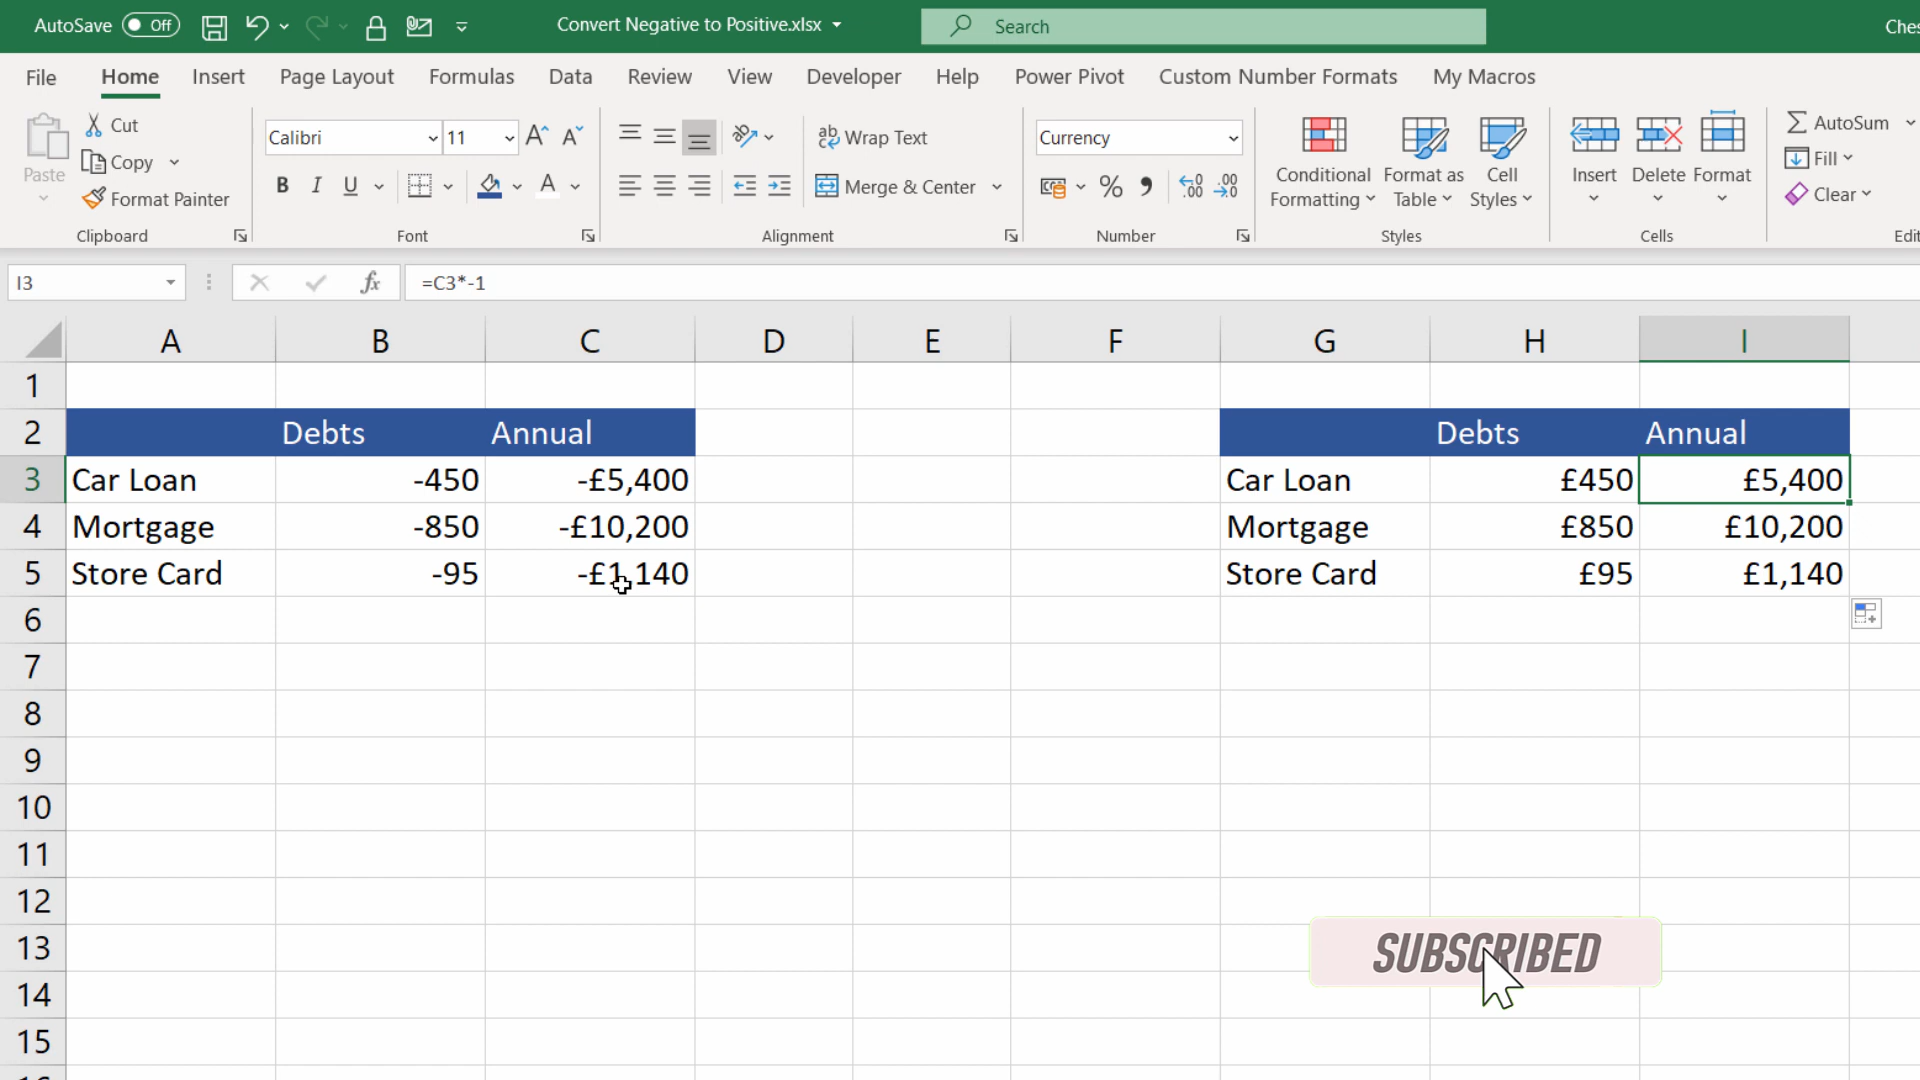 AutoSave Off Convert Negative to Positive.xlsx Search Ches
File Home Insert Page Layout Formulas Data Review View Developer Help Power Pivot Custom Number Formats My Macros
Paste Cut Copy Format Painter
Calibri 11
B I U A
ab Wrap Text
Merge & Center
Currency
% 9 .00
Conditional Formatting Format as Table Cell Styles
Insert Delete Format
AutoSum
Fill
Clear
Clipboard Font Alignment Number Styles Cells Edit
I3 fx =C3*-1
A B C D E F G H I
1
2 Debts Annual Debts Annual
3 Car Loan -450 -£5,400 Car Loan £450 £5,400
4 Mortgage -850 -£10,200 Mortgage £850 £10,200
5 Store Card -95 -£1,140 Store Card £95 £1,140
6
7
8
9
10
11
12
13 SUBSCRIBED
14
15